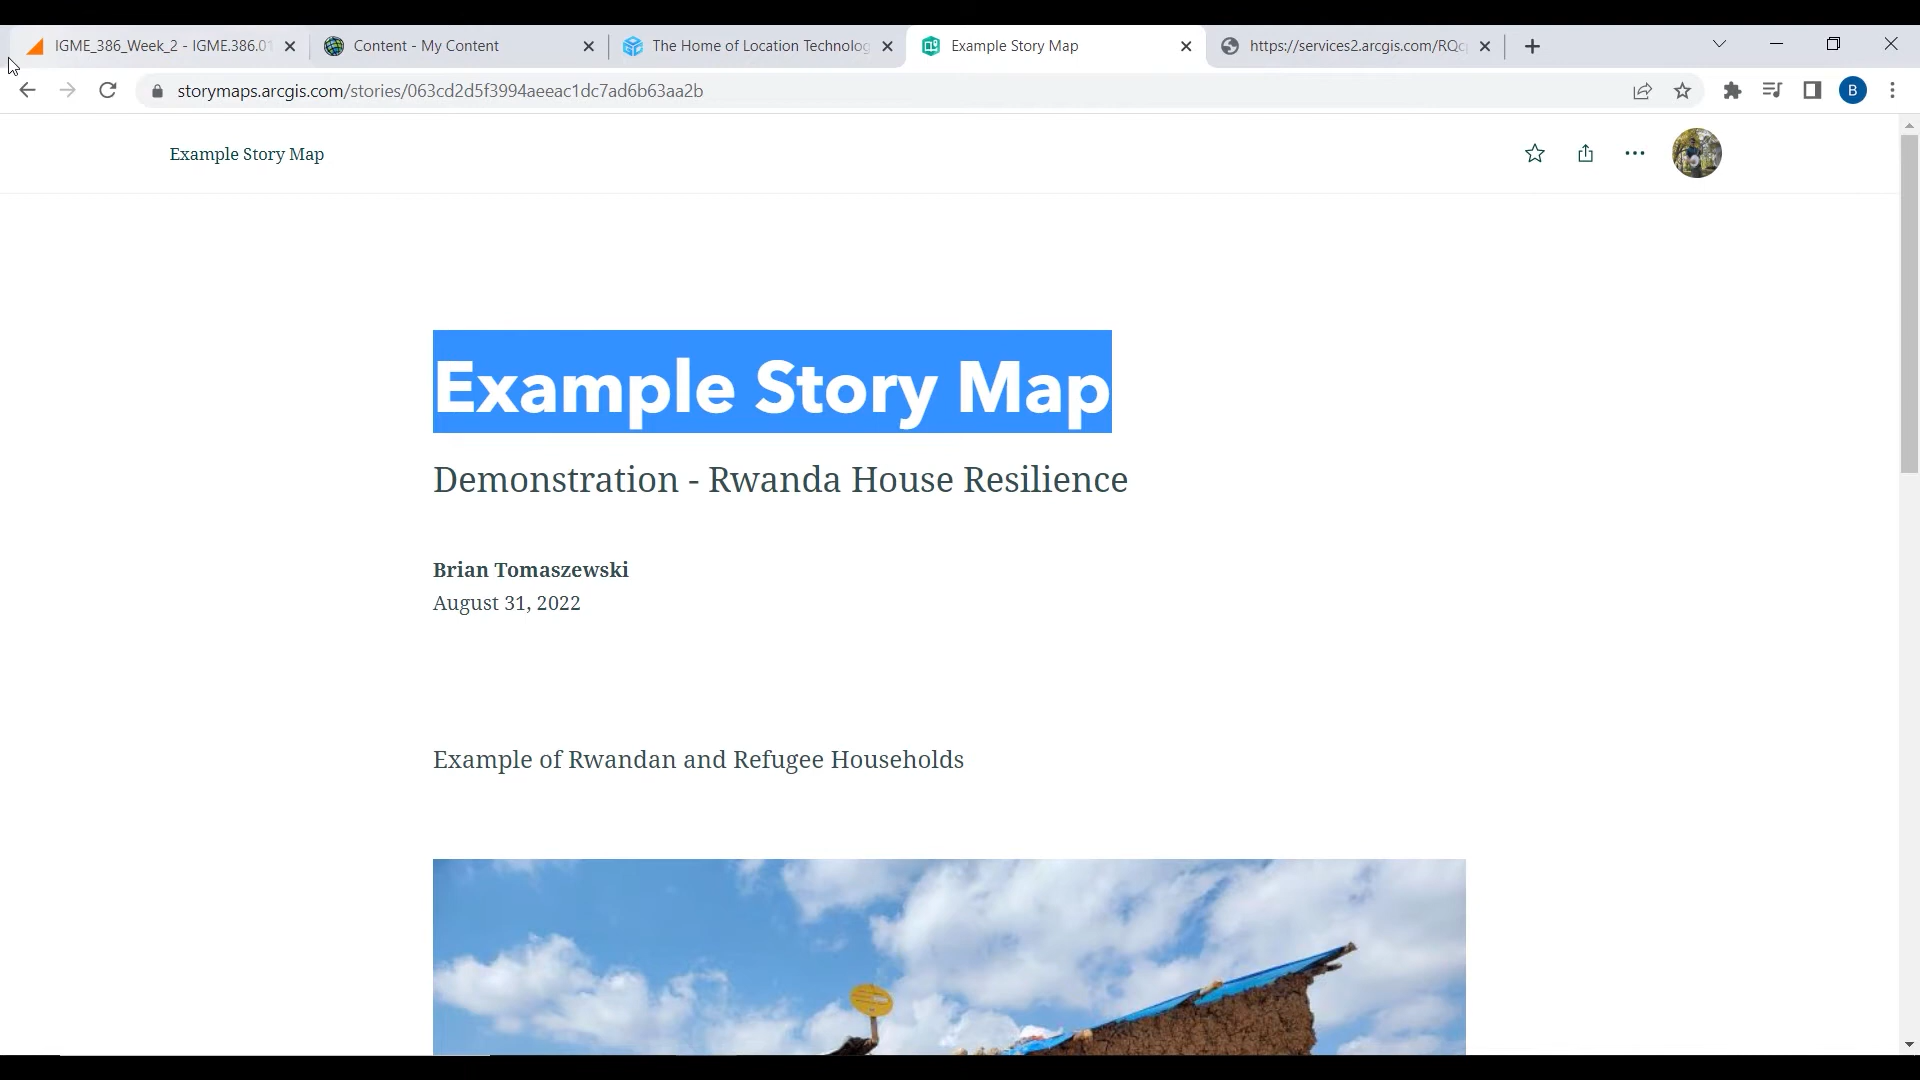 IGME_386_Week_2 - IGME.386.01
Content - My Content
The Home of Location Technolog
Example Story Map
https://services2.arcgis.com/RQc
storymaps.arcgis.com/stories/063cd2d5f3994aeeac1dc7ad6b63aa2b
B
Example Story Map
Example Story Map
Demonstration - Rwanda House Resilience
Brian Tomaszewski
August 31, 2022
Example of Rwandan and Refugee Households